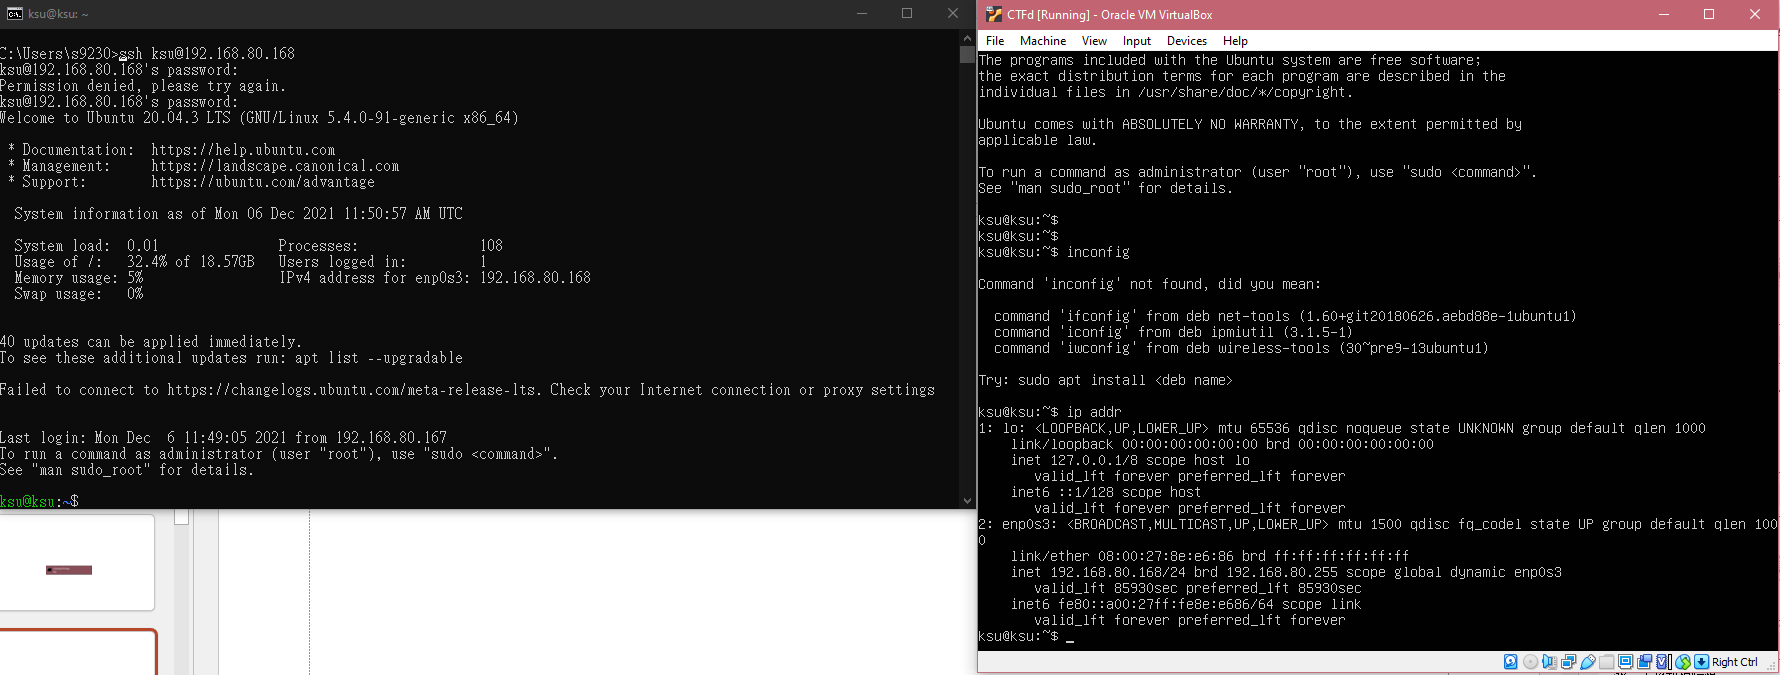 ksu@ksu: ~
C:\Users\s9230>ssh ksu@192.168.80.168
ksu@192.168.80.168's password:
Permission denied, please try again.
ksu@192.168.80.168's password:
Welcome to Ubuntu 20.04.3 LTS (GNU/Linux 5.4.0-91-generic x86_64)
* Documentation:  https://help.ubuntu.com
* Management:     https://landscape.canonical.com
* Support:        https://ubuntu.com/advantage
System information as of Mon 06 Dec 2021 11:50:57 AM UTC
System load:  0.01               Processes:               108
Usage of /:   32.4% of 18.57GB   Users logged in:         1
Memory usage: 5%                 IPv4 address for enp0s3: 192.168.80.168
Swap usage:   0%
40 updates can be applied immediately.
To see these additional updates run: apt list --upgradable
Failed to connect to https://changelogs.ubuntu.com/meta-release-lts. Check your Internet connection or proxy settings
Last login: Mon Dec  6 11:49:05 2021 from 192.168.80.167
To run a command as administrator (user "root"), use "sudo <command>".
See "man sudo_root" for details.
ksu@ksu:~$
CTFd [Running] - Oracle VM VirtualBox
File Machine View Input Devices Help
The programs included with the Ubuntu system are free software;
the exact distribution terms for each program are described in the
individual files in /usr/share/doc/*/copyright.
Ubuntu comes with ABSOLUTELY NO WARRANTY, to the extent permitted by
applicable law.
To run a command as administrator (user "root"), use "sudo <command>".
See "man sudo_root" for details.
ksu@ksu:~$
ksu@ksu:~$
ksu@ksu:~$ inconfig
Command 'inconfig' not found, did you mean:
command 'ifconfig' from deb net-tools (1.60+git20180626.aebd88e-1ubuntu1)
command 'iconfig' from deb ipmiutil (3.1.5-1)
command 'iwconfig' from deb wireless-tools (30~pre9-13ubuntu1)
Try: sudo apt install <deb name>
ksu@ksu:~$ ip addr
1: lo: <LOOPBACK,UP,LOWER_UP> mtu 65536 qdisc noqueue state UNKNOWN group default qlen 1000
link/loopback 00:00:00:00:00:00 brd 00:00:00:00:00:00
inet 127.0.0.1/8 scope host lo
valid_lft forever preferred_lft forever
inet6 ::1/128 scope host
valid_lft forever preferred_lft forever
2: enp0s3: <BROADCAST,MULTICAST,UP,LOWER_UP> mtu 1500 qdisc fq_codel state UP group default qlen 100
0
link/ether 08:00:27:8e:e6:86 brd ff:ff:ff:ff:ff:ff
inet 192.168.80.168/24 brd 192.168.80.255 scope global dynamic enp0s3
valid_lft 85930sec preferred_lft 85930sec
inet6 fe80::a00:27ff:fe8e:e686/64 scope link
valid_lft forever preferred_lft forever
ksu@ksu:~$ _
Right Ctrl